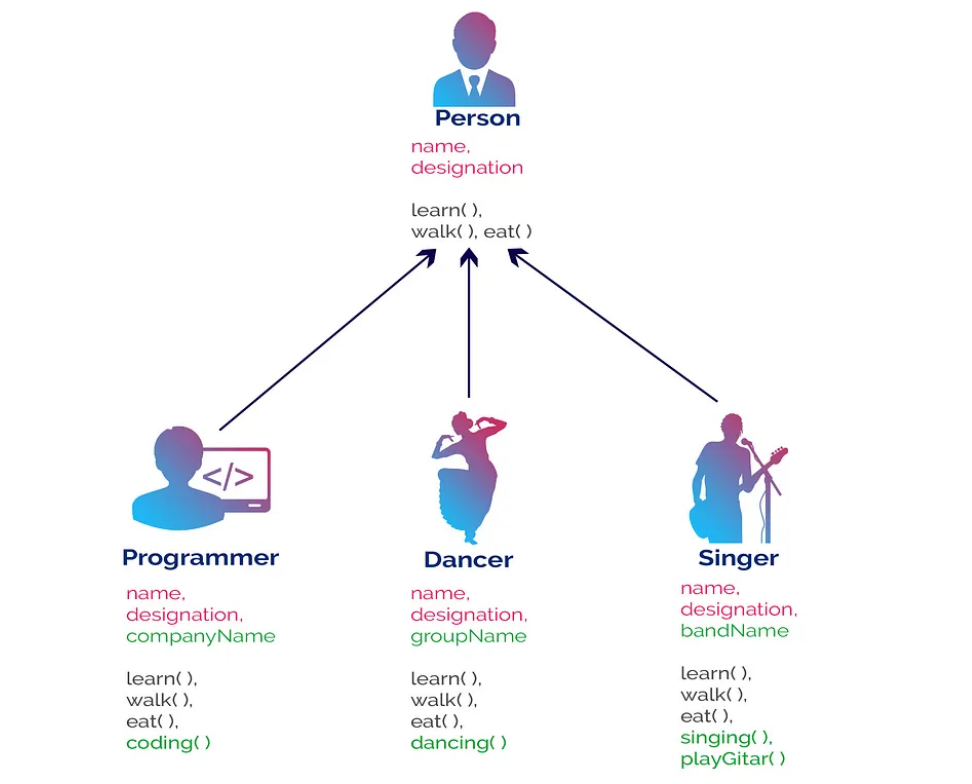 Person
name,
designation
learn( ),
walk( ), eat( )
</>
Programmer
name,
designation,
companyName
learn( ),
walk( ),
eat( ),
coding( )
Dancer
name,
designation,
groupName
learn( ),
walk( ),
eat( ),
dancing( )
Singer
name,
designation,
bandName
learn( ),
walk( ),
eat( ),
singing( ),
playGitar( )